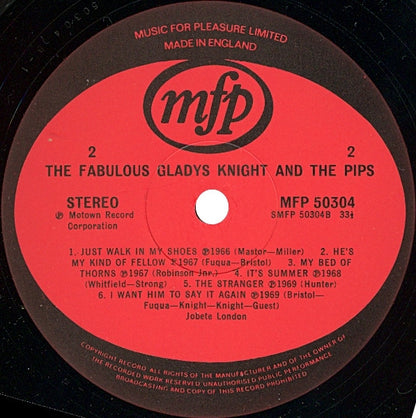 MUSIC FOR PLEASURE LIMITED
MADE IN ENGLAND
mfp
2 2
THE FABULOUS GLADYS KNIGHT AND THE PIPS
STEREO MFP 50304
℗ Motown Record SMFP 50304B 33⅓
Corporation
1. JUST WALK IN MY SHOES ℗1966 (Master—Miller) 2. HE'S
MY KIND OF FELLOW ℗1967 (Fuqua—Bristol) 3. MY BED OF
THORNS ℗1967 (Robinson Jnr.) 4. IT'S SUMMER ℗1968
(Whitfield—Strong) 5. THE STRANGER ℗1969 (Hunter)
6. I WANT HIM TO SAY IT AGAIN ℗1969 (Bristol—
Fuqua—Knight—Knight—Guest)
Jobete London
COPYRIGHT RECORD ALL RIGHTS OF THE MANUFACTURER AND OF THE OWNER OF
THE RECORDED WORK RESERVED UNAUTHORISED PUBLIC PERFORMANCE
BROADCASTING AND COPY OF THIS RECORD PROHIBITED